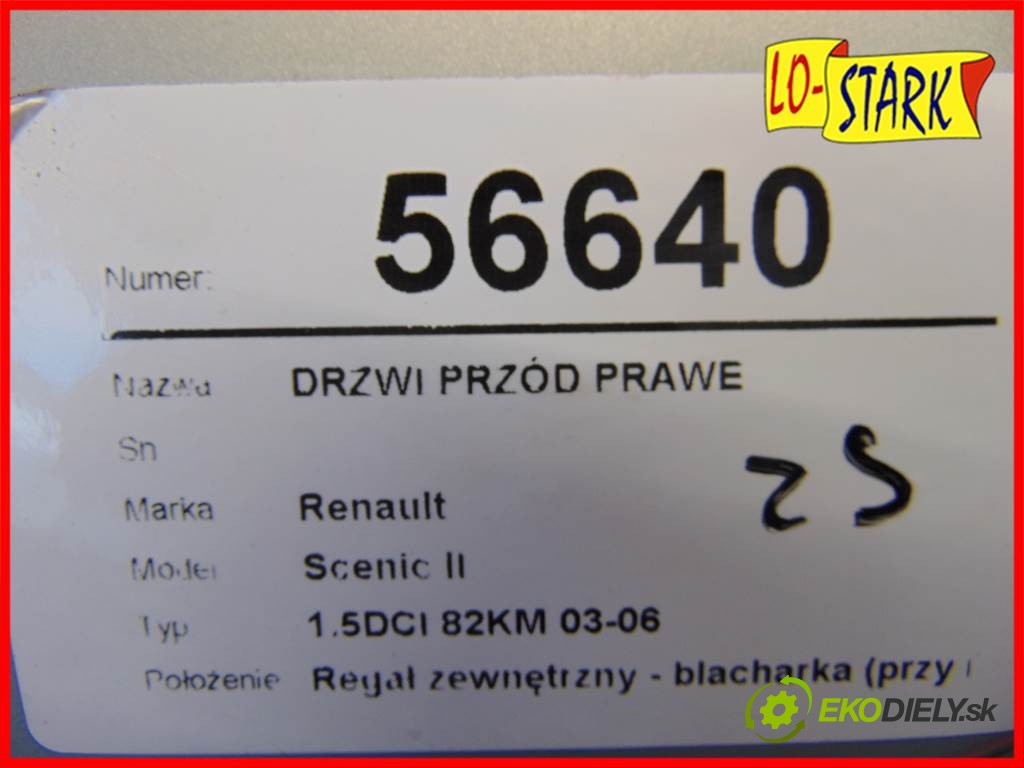 LO-STARK
Numer: 56640
Nazwa DRZWI PRZÓD PRAWE
Sn
Marka Renault
Model Scenic II
Typ 1.5DCI 82KM 03-06
Położenie Regał zewnętrzny - blacharka (przy
EKODIELY.sk